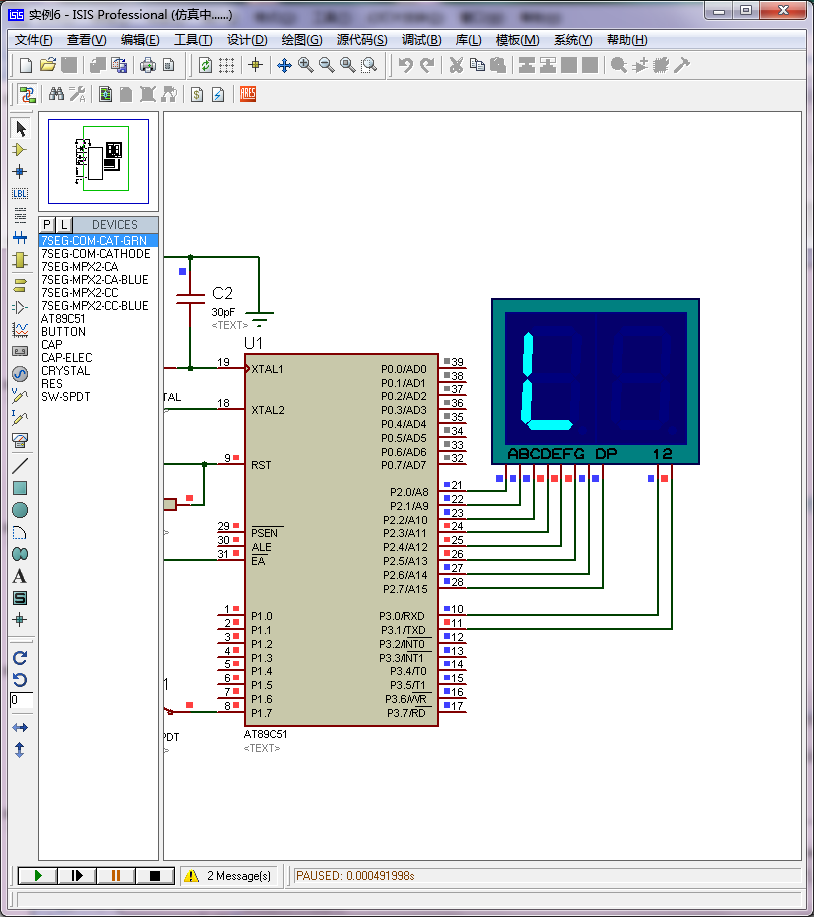 实例6 - ISIS Professional (仿真中......)
文件(F) 查看(V) 编辑(E) 工具(T) 设计(D) 绘图(G) 源代码(S) 调试(B) 库(L) 模板(M) 系统(Y) 帮助(H)
ARES
LBL
A
S
0
P L DEVICES
7SEG-COM-CAT-GRN
7SEG-COM-CATHODE
7SEG-MPX2-CA
7SEG-MPX2-CA-BLUE
7SEG-MPX2-CC
7SEG-MPX2-CC-BLUE
AT89C51
BUTTON
CAP
CAP-ELEC
CRYSTAL
RES
SW-SPDT
C2
30pF
<TEXT>
U1
19 XTAL1
18 XTAL2
9 RST
29 PSEN
30 ALE
31 EA
1 P1.0
2 P1.1
3 P1.2
4 P1.3
5 P1.4
6 P1.5
7 P1.6
8 P1.7
P0.0/AD0 39
P0.1/AD1 38
P0.2/AD2 37
P0.3/AD3 36
P0.4/AD4 35
P0.5/AD5 34
P0.6/AD6 33
P0.7/AD7 32
P2.0/A8 21
P2.1/A9 22
P2.2/A10 23
P2.3/A11 24
P2.4/A12 25
P2.5/A13 26
P2.6/A14 27
P2.7/A15 28
P3.0/RXD 10
P3.1/TXD 11
P3.2/INT0 12
P3.3/INT1 13
P3.4/T0 14
P3.5/T1 15
P3.6/WR 16
P3.7/RD 17
AT89C51
<TEXT>
TAL
PDT
L
ABCDEFG DP 12
2 Message(s) PAUSED: 0.000491998s